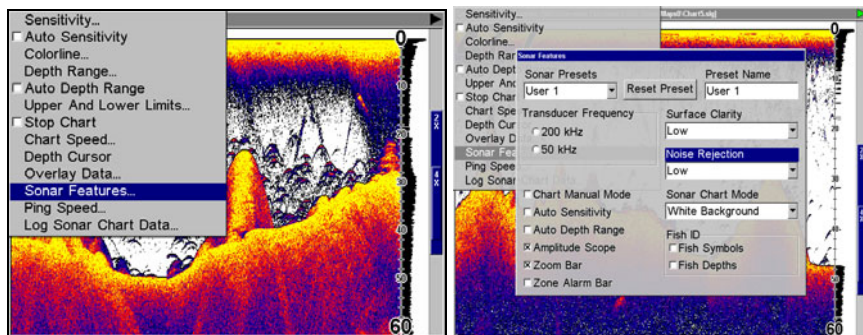 Sensitivity...
Auto Sensitivity
Colorline...
Depth Range...
Auto Depth Range
Upper And Lower Limits...
Stop Chart
Chart Speed...
Depth Cursor
Overlay Data...
Sonar Features...
Ping Speed...
Log Sonar Chart Data...
0
10
20
30
40
50
60
2X
4X
Sensitivity...
Auto Sensitivity
Colorline...
Depth Ran
Auto Dept
Upper And
Stop Char
Chart Spe
Depth Cur
Overlay D
Sonar Fea
Ping Speed
Log Sonar
0
60
Sonar Features
Sonar Presets
User 1
Reset Preset
Preset Name
User 1
Transducer Frequency
200 kHz
50 kHz
Surface Clarity
Low
Noise Rejection
Low
Chart Manual Mode
Auto Sensitivity
Auto Depth Range
Amplitude Scope
Zoom Bar
Zone Alarm Bar
Sonar Chart Mode
White Background
Fish ID
Fish Symbols
Fish Depths